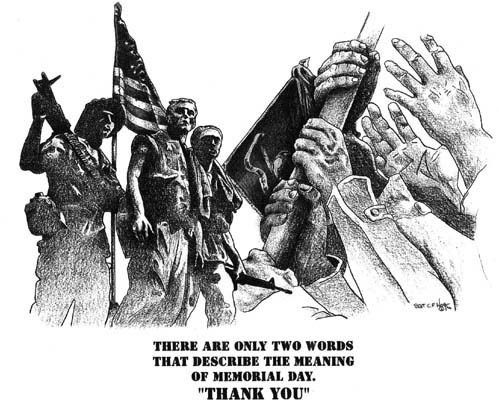 THERE ARE ONLY TWO WORDS
THAT DESCRIBE THE MEANING
OF MEMORIAL DAY.
"THANK YOU"